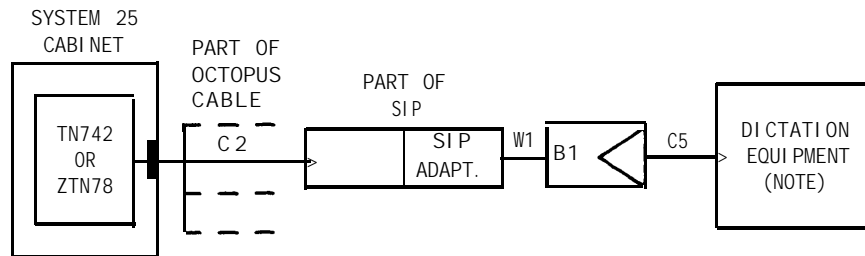 SYSTEM 25
CABINET
PART OF
OCTOPUS
CABLE
PART OF
SIP
TN742
OR
ZTN78
C2
SIP
ADAPT.
W1
B1
C5
DICTATION
EQUIPMENT
(NOTE)